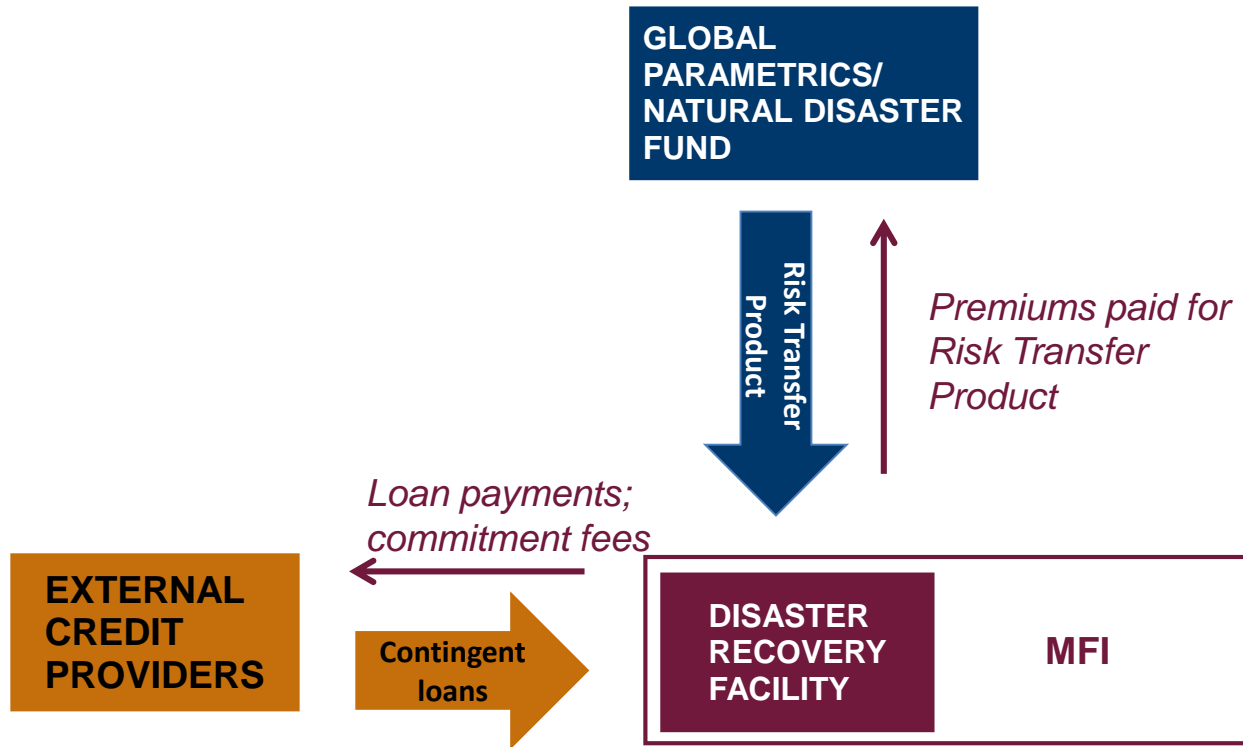 GLOBAL
PARAMETRICS/
NATURAL DISASTER
FUND
Risk Transfer
Product
Premiums paid for
Risk Transfer
Product
Loan payments;
commitment fees
EXTERNAL
CREDIT
PROVIDERS
Contingent
loans
DISASTER
RECOVERY
FACILITY
MFI